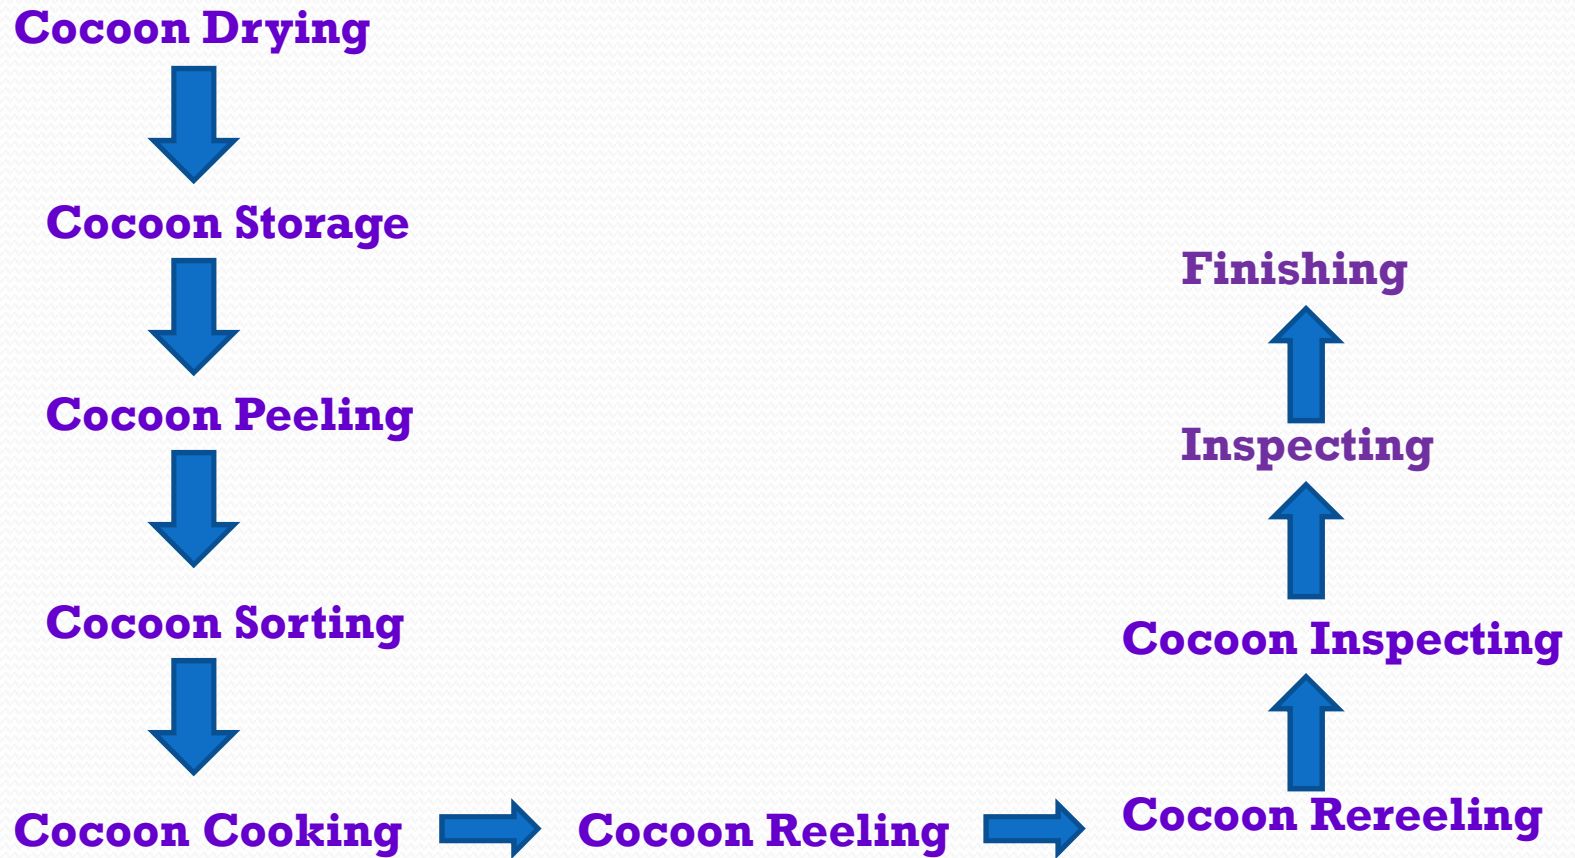 Cocoon Drying
Cocoon Storage
Cocoon Peeling
Cocoon Sorting
Cocoon Cooking
Cocoon Reeling
Cocoon Rereeling
Cocoon Inspecting
Inspecting
Finishing